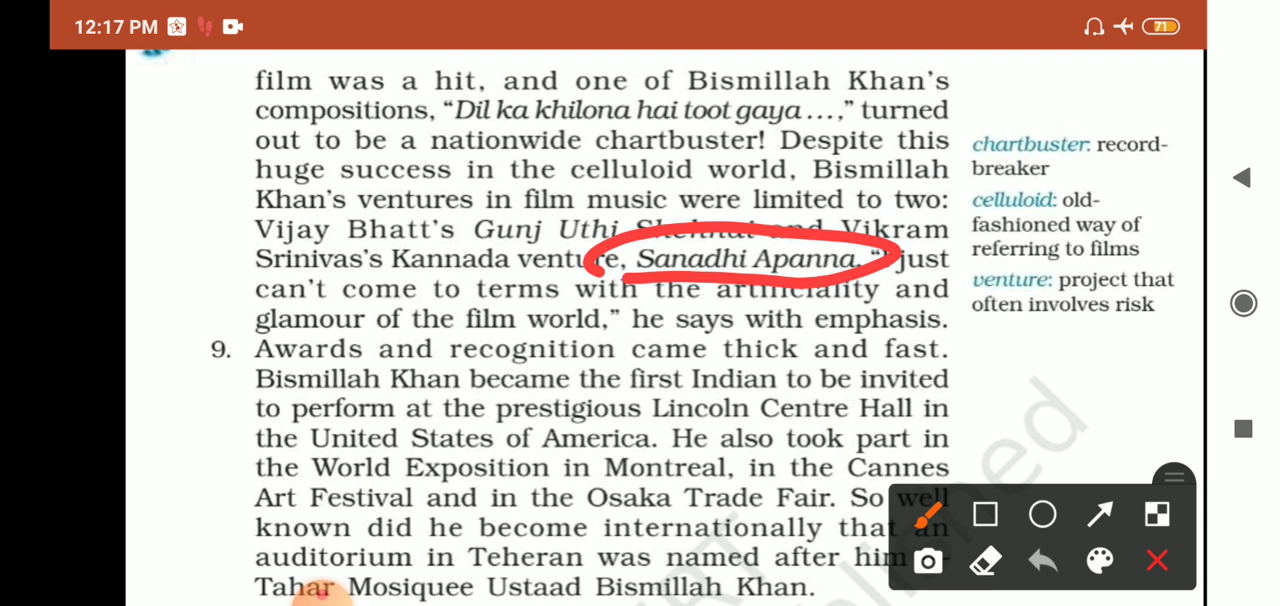 12:17 PM
71
film was a hit, and one of Bismillah Khan's
compositions, "Dil ka khilona hai toot gaya ...," turned
out to be a nationwide chartbuster! Despite this
huge success in the celluloid world, Bismillah
Khan's ventures in film music were limited to two:
Vijay Bhatt's Gunj Uthi Shehnai and Vikram
Srinivas's Kannada venture, Sanadhi Apanna. "I just
can't come to terms with the artificiality and
glamour of the film world," he says with emphasis.
9. Awards and recognition came thick and fast.
Bismillah Khan became the first Indian to be invited
to perform at the prestigious Lincoln Centre Hall in
the United States of America. He also took part in
the World Exposition in Montreal, in the Cannes
Art Festival and in the Osaka Trade Fair. So well
known did he become internationally that an
auditorium in Teheran was named after him
Tahar Mosiquee Ustaad Bismillah Khan.
chartbuster: record-
breaker
celluloid: old-
fashioned way of
referring to films
venture: project that
often involves risk